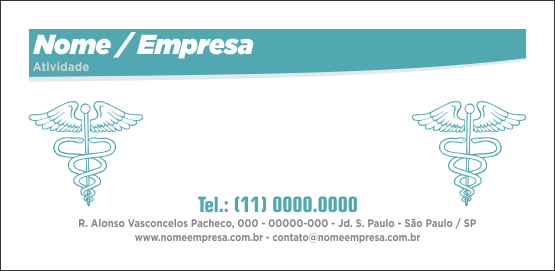 Nome / Empresa
Atividade
Tel.: (11) 0000.0000
R. Alonso Vasconcelos Pacheco, 000 - 00000-000 - Jd. S. Paulo - São Paulo / SP
www.nomeempresa.com.br - contato@nomeempresa.com.br